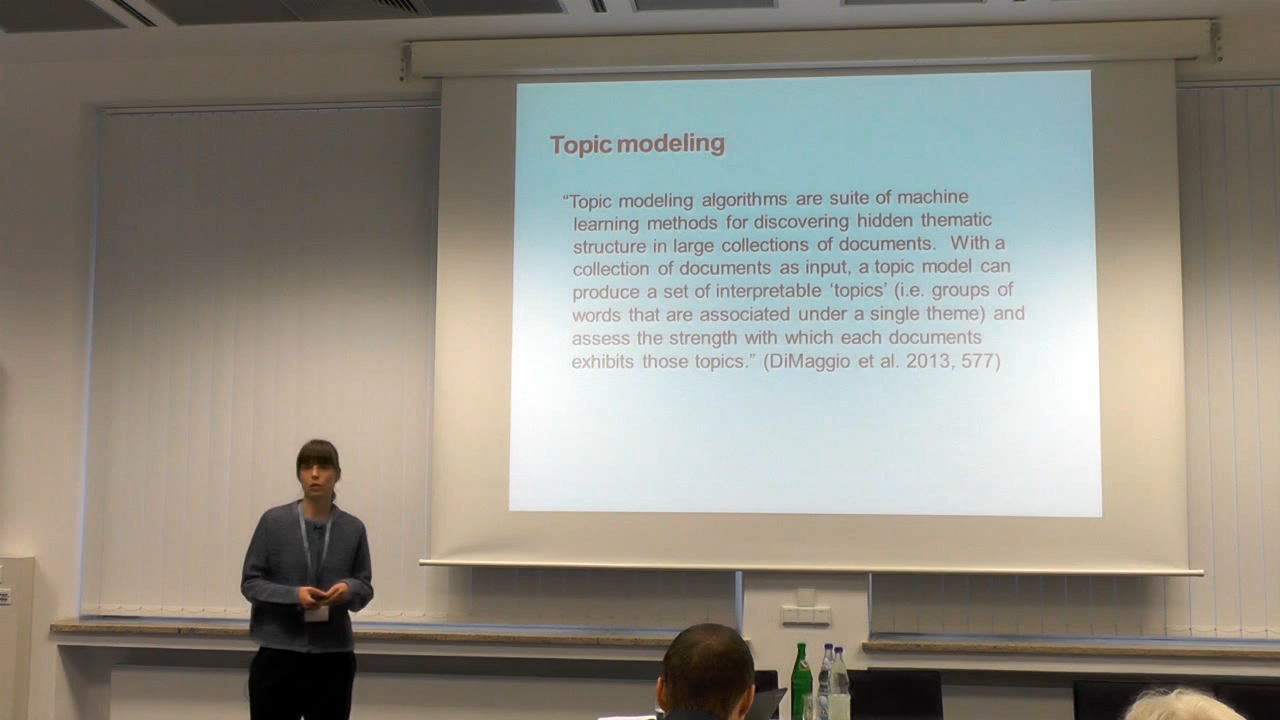 Topic modeling
“Topic modeling algorithms are suite of machine
learning methods for discovering hidden thematic
structure in large collections of documents. With a
collection of documents as input, a topic model can
produce a set of interpretable ‘topics’ (i.e. groups of
words that are associated under a single theme) and
assess the strength with which each documents
exhibits those topics.” (DiMaggio et al. 2013, 577)